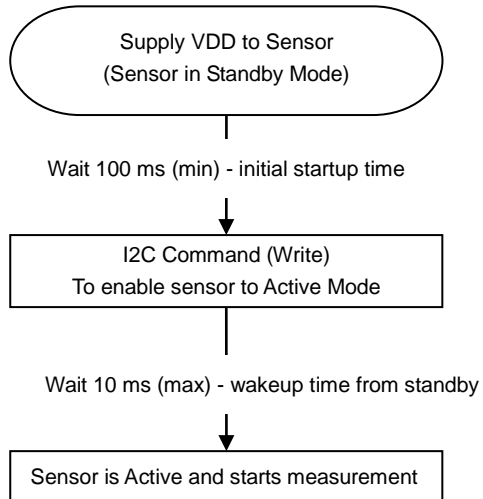 Supply VDD to Sensor
(Sensor in Standby Mode)
Wait 100 ms (min) - initial startup time
I2C Command (Write)
To enable sensor to Active Mode
Wait 10 ms (max) - wakeup time from standby
Sensor is Active and starts measurement